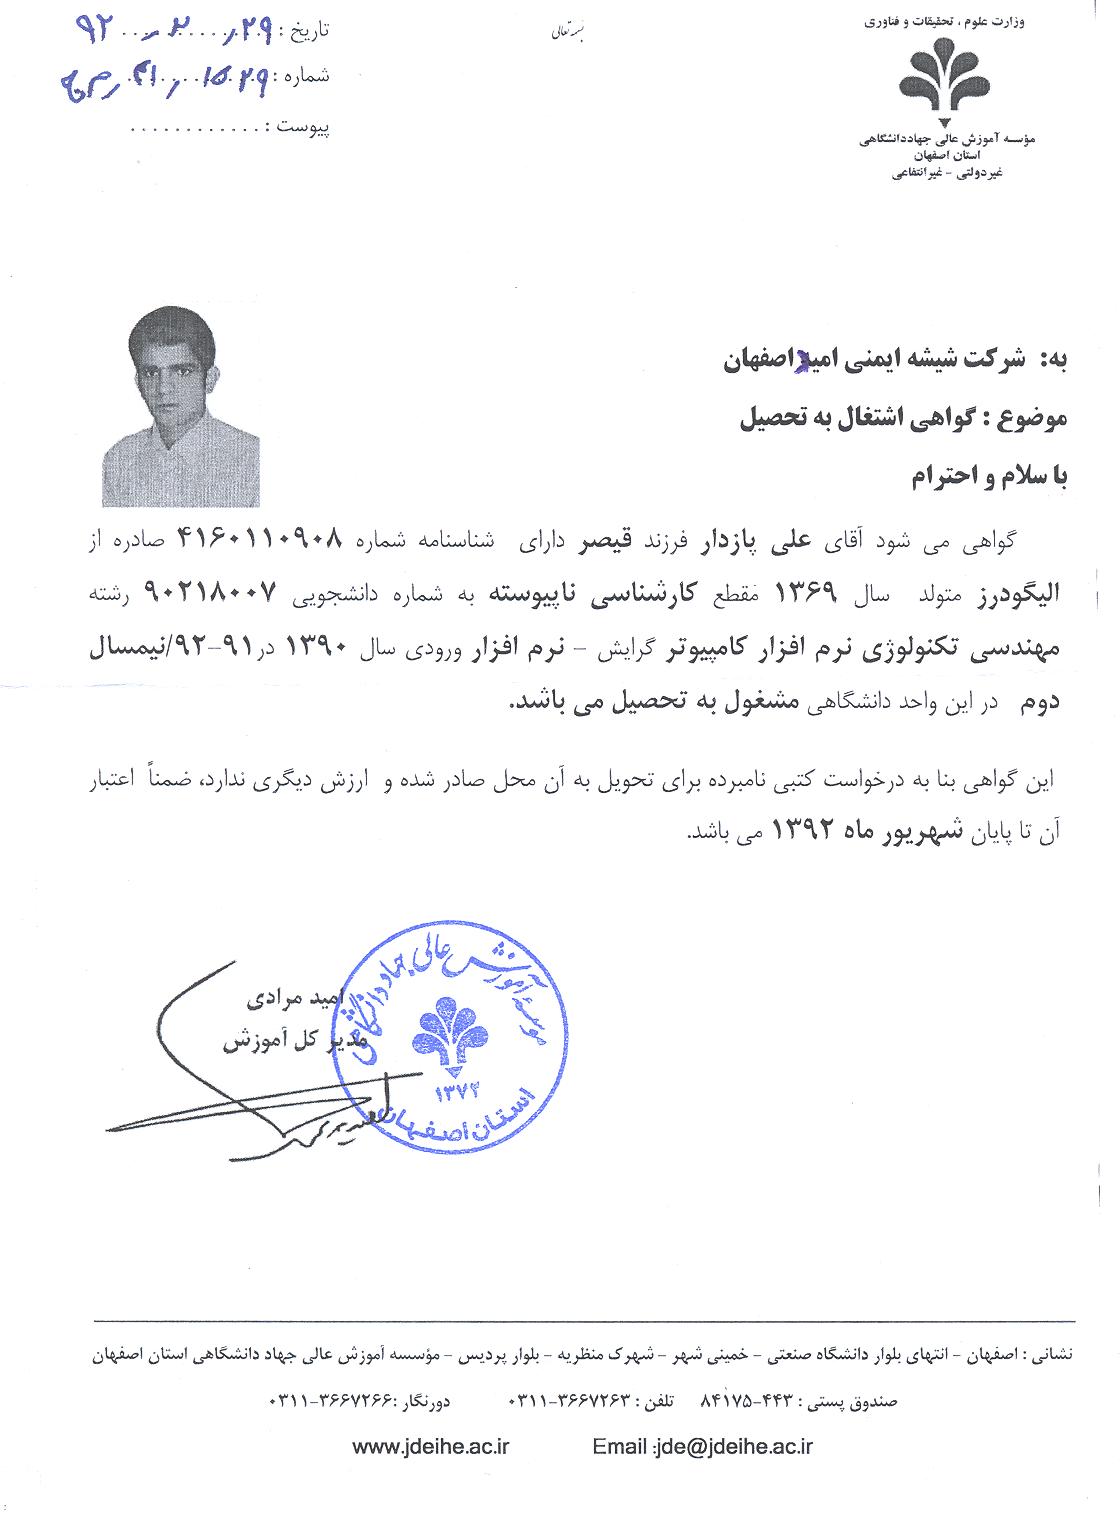 بسمه تعالی
وزارت علوم ، تحقیقات و فناوری
مؤسسه آموزش عالی جهاددانشگاهی
استان اصفهان
غیردولتی - غیرانتفاعی
تاریخ : ۹۲...۲...۲۹
شماره : ۱۵۲۹
پیوست : ............
به: شرکت شیشه ایمنی امید اصفهان
موضوع : گواهی اشتغال به تحصیل
با سلام و احترام
گواهی می شود آقای علی پازدار فرزند قیصر دارای شناسنامه شماره ۴۱۶۰۱۱۰۹۰۸ صادره از
الیگودرز متولد سال ۱۳۶۹ مقطع کارشناسی ناپیوسته به شماره دانشجویی ۹۰۲۱۸۰۰۷ رشته
مهندسی تکنولوژی نرم افزار کامپیوتر گرایش - نرم افزار ورودی سال ۱۳۹۰ در۹۱-۹۲/نیمسال
دوم در این واحد دانشگاهی مشغول به تحصیل می باشد.
این گواهی بنا به درخواست کتبی نامبرده برای تحویل به آن محل صادر شده و ارزش دیگری ندارد، ضمناً اعتبار
آن تا پایان شهریور ماه ۱۳۹۲ می باشد.
امید مرادی
مدیر کل آموزش
موسسه آموزش عالی جهاد دانشگاهی
۱۳۷۲
استان اصفهان
نشانی : اصفهان - انتهای بلوار دانشگاه صنعتی - خمینی شهر - شهرک منظریه - بلوار پردیس - مؤسسه آموزش عالی جهاد دانشگاهی استان اصفهان
صندوق پستی : ۴۴۳-۸۴۱۷۵ تلفن : ۳۶۶۷۲۶۳-۰۳۱۱ دورنگار :۳۶۶۷۲۶۶-۰۳۱۱
www.jdeihe.ac.ir Email :jde@jdeihe.ac.ir